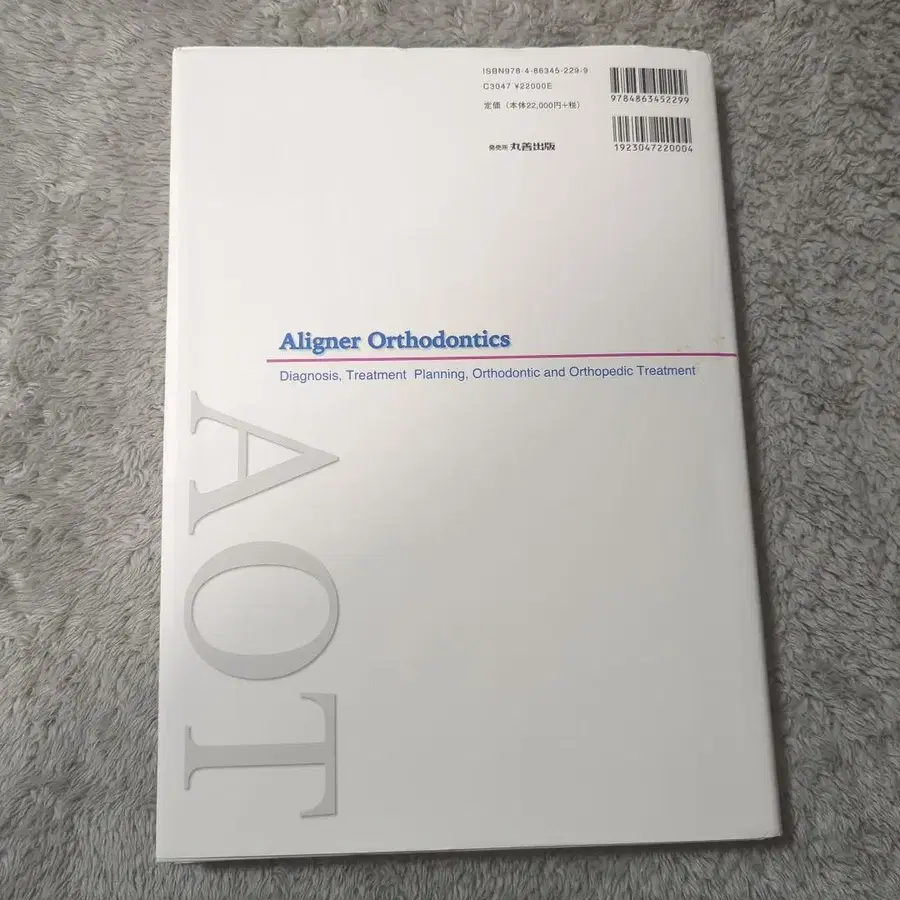 ISBN978-4-86345-229-9
C3047 ¥22000E
定価（本体22,000円+税）
発売所 丸善出版
9784863452299
1923047220004
Aligner Orthodontics
Diagnosis, Treatment Planning, Orthodontic and Orthopedic Treatment
AOT